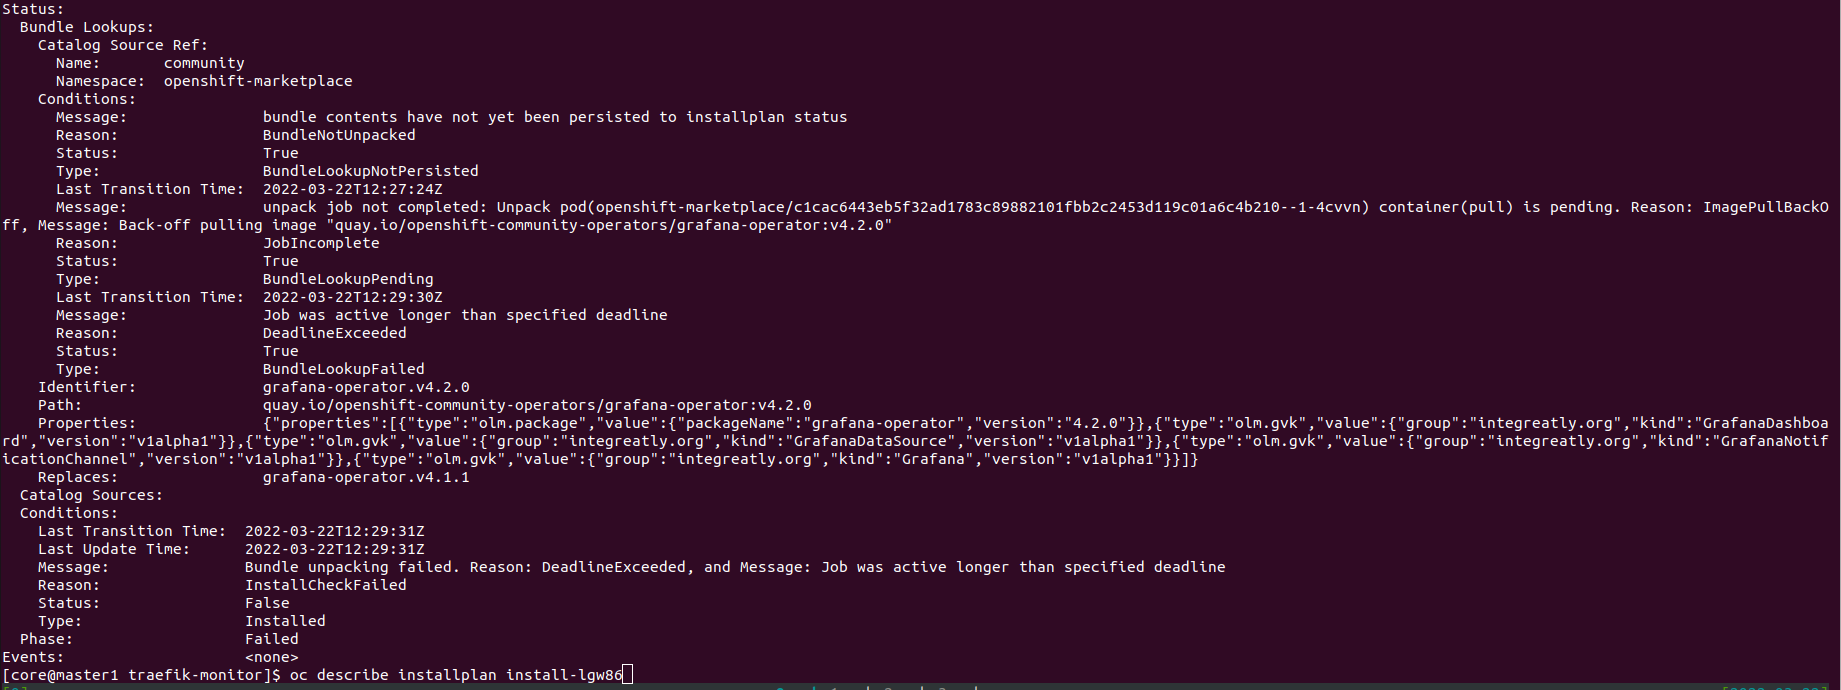 Status:
  Bundle Lookups:
    Catalog Source Ref:
      Name:       community
      Namespace:  openshift-marketplace
    Conditions:
      Message:               bundle contents have not yet been persisted to installplan status
      Reason:                BundleNotUnpacked
      Status:                True
      Type:                  BundleLookupNotPersisted
      Last Transition Time:  2022-03-22T12:27:24Z
      Message:               unpack job not completed: Unpack pod(openshift-marketplace/c1cac6443eb5f32ad1783c89882101fbb2c2453d119c01a6c4b210--1-4cvvn) container(pull) is pending. Reason: ImagePullBackO
ff, Message: Back-off pulling image "quay.io/openshift-community-operators/grafana-operator:v4.2.0"
      Reason:                JobIncomplete
      Status:                True
      Type:                  BundleLookupPending
      Last Transition Time:  2022-03-22T12:29:30Z
      Message:               Job was active longer than specified deadline
      Reason:                DeadlineExceeded
      Status:                True
      Type:                  BundleLookupFailed
    Identifier:              grafana-operator.v4.2.0
    Path:                    quay.io/openshift-community-operators/grafana-operator:v4.2.0
    Properties:              {"properties":[{"type":"olm.package","value":{"packageName":"grafana-operator","version":"4.2.0"}},{"type":"olm.gvk","value":{"group":"integreatly.org","kind":"GrafanaDashboa
rd","version":"v1alpha1"}},{"type":"olm.gvk","value":{"group":"integreatly.org","kind":"GrafanaDataSource","version":"v1alpha1"}},{"type":"olm.gvk","value":{"group":"integreatly.org","kind":"GrafanaNotif
icationChannel","version":"v1alpha1"}},{"type":"olm.gvk","value":{"group":"integreatly.org","kind":"Grafana","version":"v1alpha1"}}]}
    Replaces:                grafana-operator.v4.1.1
  Catalog Sources:
  Conditions:
    Last Transition Time:  2022-03-22T12:29:31Z
    Last Update Time:      2022-03-22T12:29:31Z
    Message:               Bundle unpacking failed. Reason: DeadlineExceeded, and Message: Job was active longer than specified deadline
    Reason:                InstallCheckFailed
    Status:                False
    Type:                  Installed
  Phase:                   Failed
Events:                    <none>
[core@master1 traefik-monitor]$ oc describe installplan install-lgw86